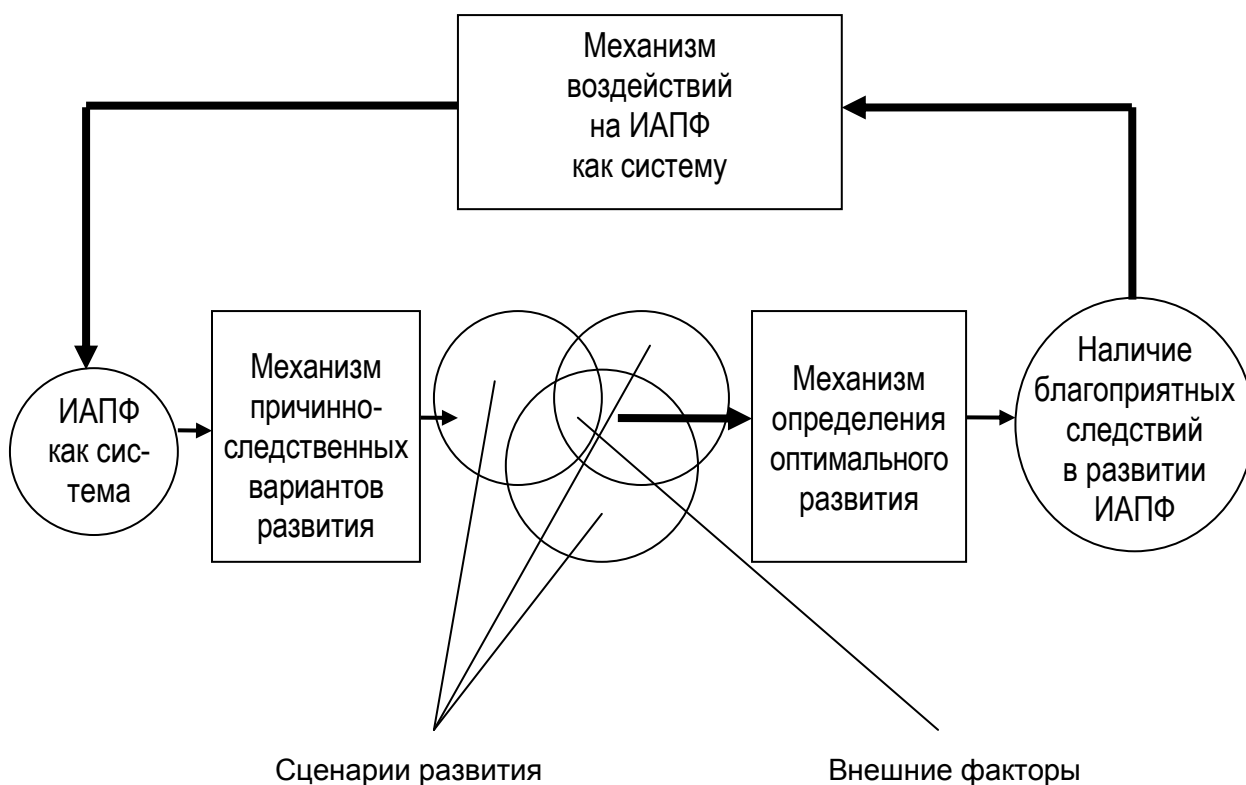 Механизм
воздействий
на ИАПФ
как систему
ИАПФ
как сис-
тема
Механизм
причинно-
следственных
вариантов
развития
Механизм
определения
оптимального
развития
Наличие
благоприятных
следствий
в развитии
ИАПФ
Сценарии развития
Внешние факторы